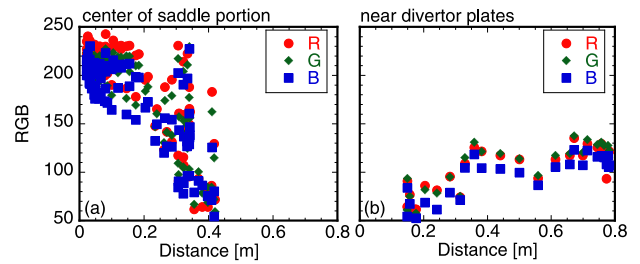 center of saddle portion
near divertor plates
250
200
150
100
50
RGB
R
G
B
(a)
0
0.2
0.4
0.6
0.8
Distance [m]
R
G
B
(b)
0
0.2
0.4
0.6
0.8
Distance [m]